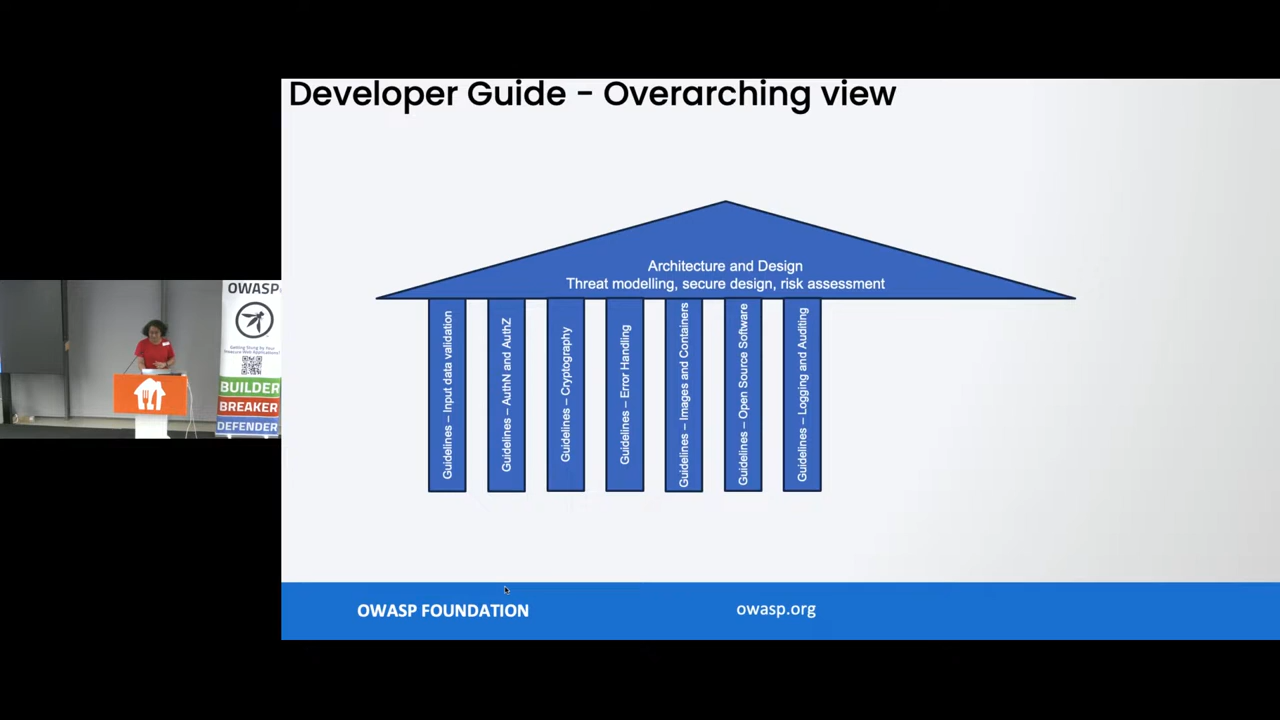 Developer Guide - Overarching view
Architecture and Design
Threat modelling, secure design, risk assessment
Guidelines – Input data validation
Guidelines – AuthN and AuthZ
Guidelines – Cryptography
Guidelines – Error Handling
Guidelines – Images and Containers
Guidelines – Open Source Software
Guidelines – Logging and Auditing
OWASP
BUILDER
BREAKER
DEFENDER
OWASP FOUNDATION
owasp.org